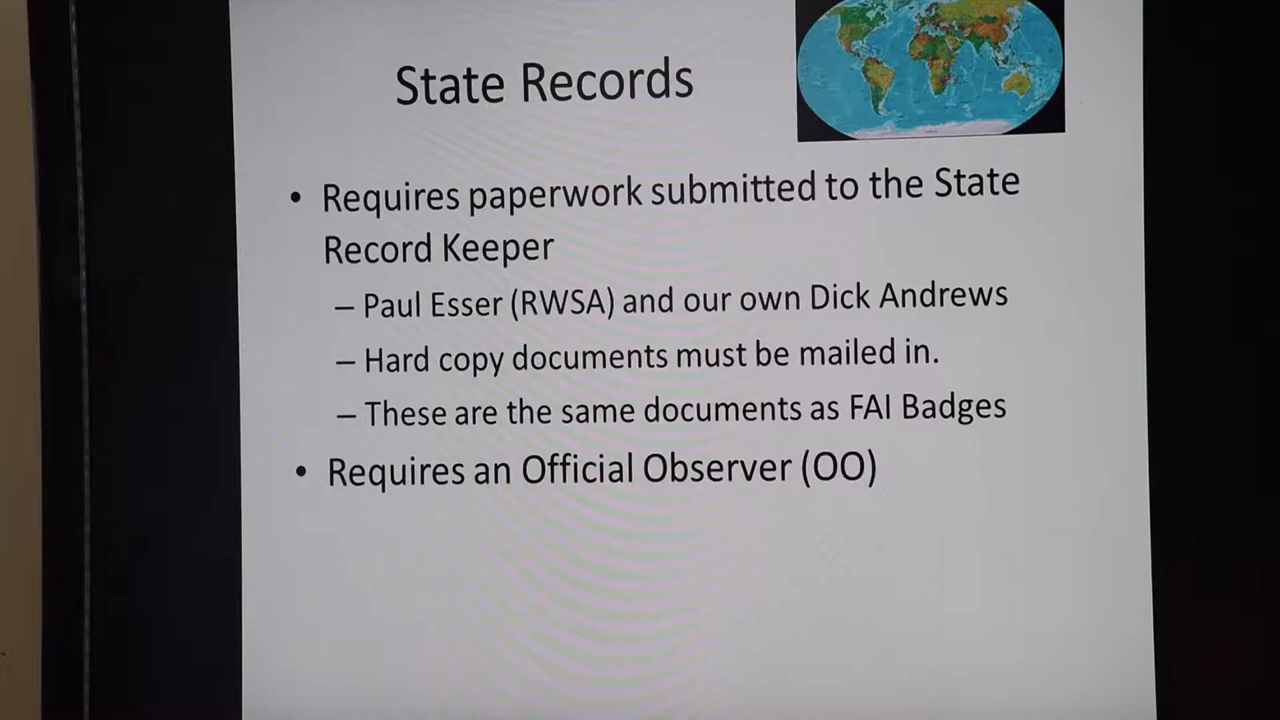 State Records
• Requires paperwork submitted to the State
Record Keeper
– Paul Esser (RWSA) and our own Dick Andrews
– Hard copy documents must be mailed in.
– These are the same documents as FAI Badges
• Requires an Official Observer (OO)